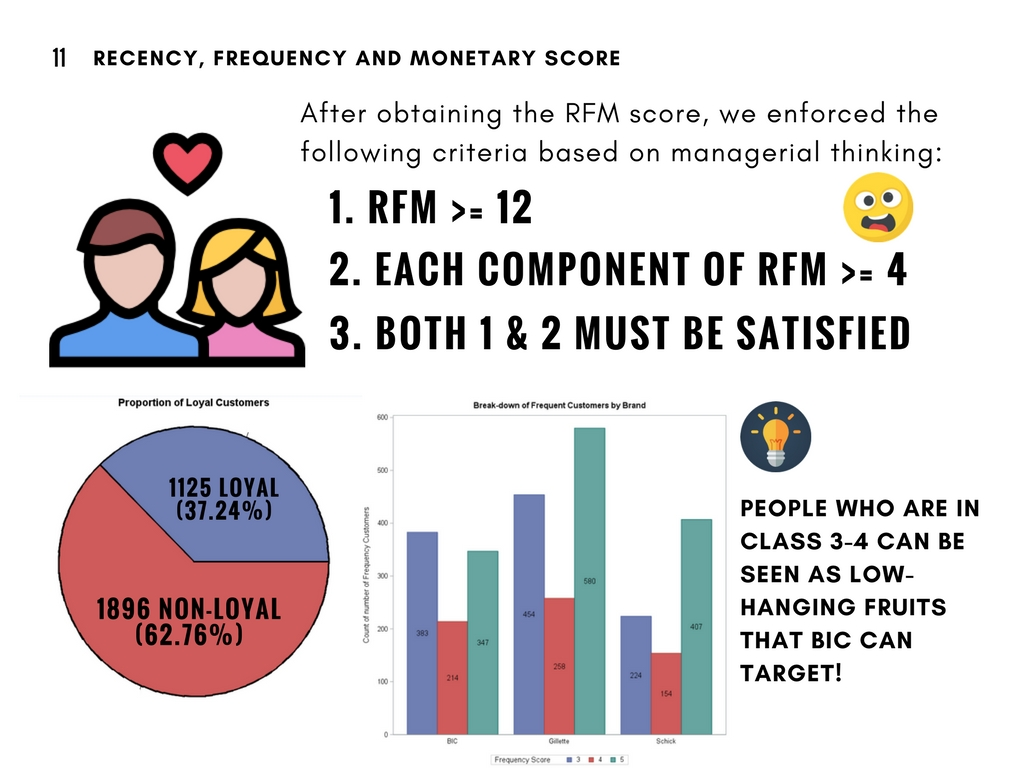 11 RECENCY, FREQUENCY AND MONETARY SCORE
After obtaining the RFM score, we enforced the
following criteria based on managerial thinking:
1. RFM >= 12
2. EACH COMPONENT OF RFM >= 4
3. BOTH 1 & 2 MUST BE SATISFIED
Proportion of Loyal Customers
1125 LOYAL
(37.24%)
1896 NON-LOYAL
(62.76%)
Break-down of Frequent Customers by Brand
Count of number of Frequency Customers
600
500
400
300
200
100
0
383
214
347
454
258
580
224
154
407
BIC Gillette Schick
Frequency Score 3 4 5
PEOPLE WHO ARE IN
CLASS 3-4 CAN BE
SEEN AS LOW-
HANGING FRUITS
THAT BIC CAN
TARGET!